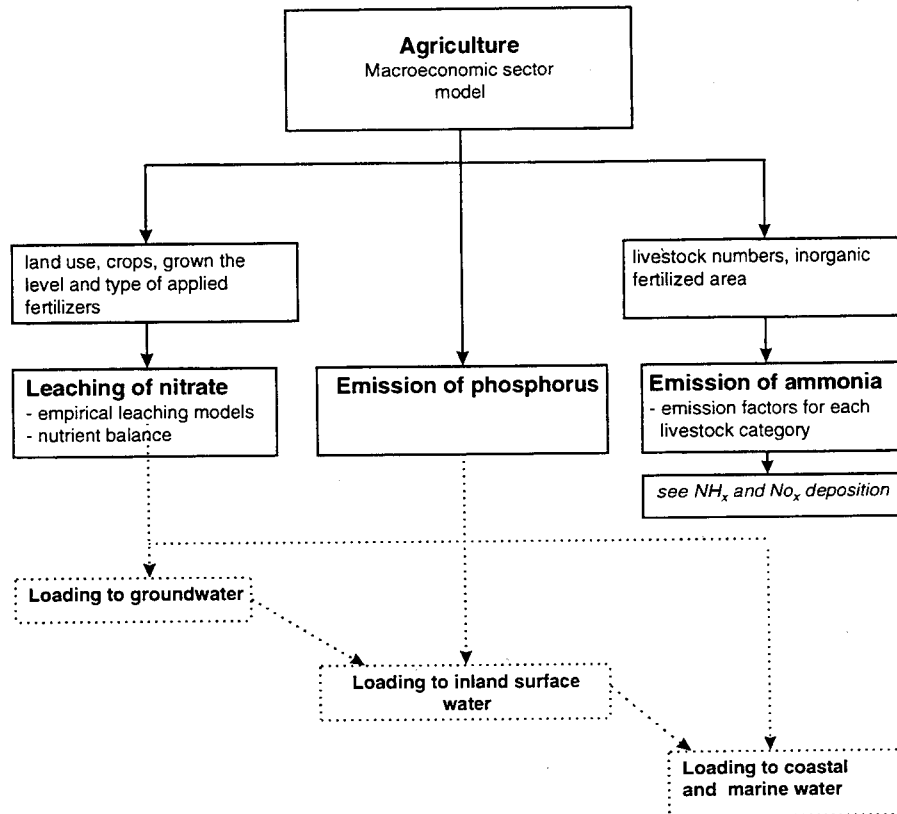 Agriculture
Macroeconomic sector
model
land use, crops, grown the
level and type of applied
fertilizers
livestock numbers, inorganic
fertilized area
Leaching of nitrate
- empirical leaching models
- nutrient balance
Emission of phosphorus
Emission of ammonia
- emission factors for each
livestock category
see NHx and Nox deposition
Loading to groundwater
Loading to inland surface
water
Loading to coastal
and marine water